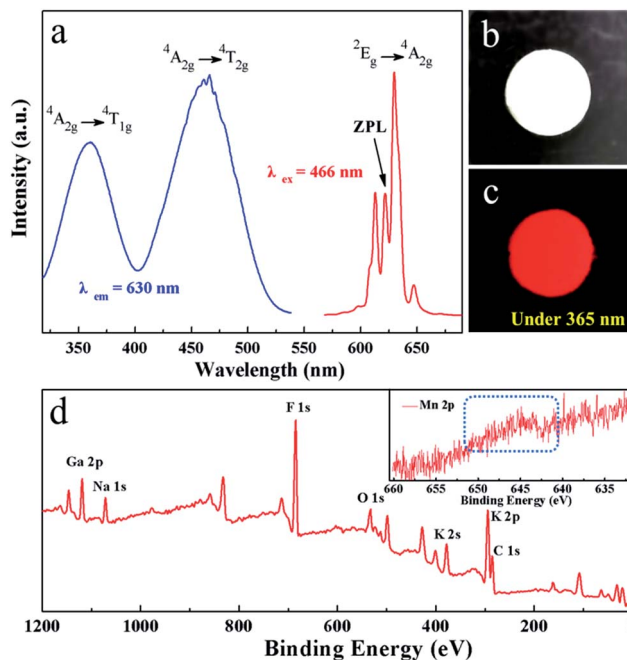 a
⁴A₂g → ⁴T₂g
²Eg → ⁴A₂g
⁴A₂g → ⁴T₁g
ZPL
λ ex = 466 nm
λ em = 630 nm
Intensity (a.u.)
350 400 450 500 550 600 650
Wavelength (nm)
b
c
Under 365 nm
d
F 1s
Ga 2p
Na 1s
O 1s
K 2s
K 2p
C 1s
Mn 2p
660 655 650 645 640 635
Binding Energy (eV)
1200 1000 800 600 400 200
Binding Energy (eV)